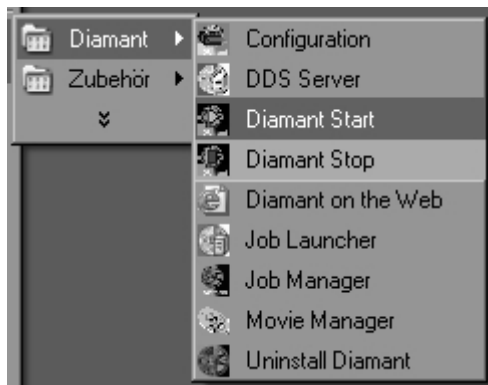 Diamant
Zubehör
Configuration
DDS Server
Diamant Start
Diamant Stop
Diamant on the Web
Job Launcher
Job Manager
Movie Manager
Uninstall Diamant